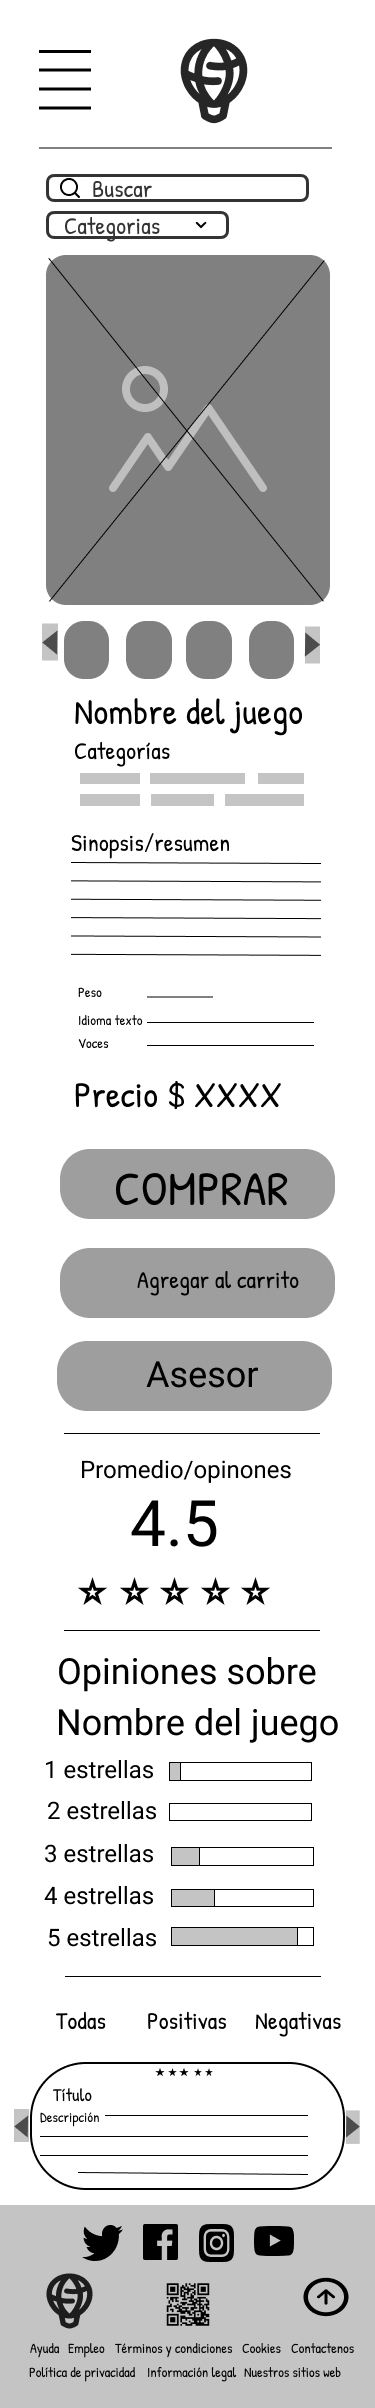 Buscar
Categorias
Nombre del juego
Categorías
Sinopsis/resumen
Peso
Idioma texto
Voces
Precio $ XXXX
COMPRAR
Agregar al carrito
Asesor
Promedio/opinones
4.5
Opiniones sobre
Nombre del juego
1 estrellas
2 estrellas
3 estrellas
4 estrellas
5 estrellas
Todas Positivas Negativas
Título
Descripción
Ayuda Empleo Términos y condiciones Cookies Contactenos
Política de privacidad Información legal Nuestros sitios web